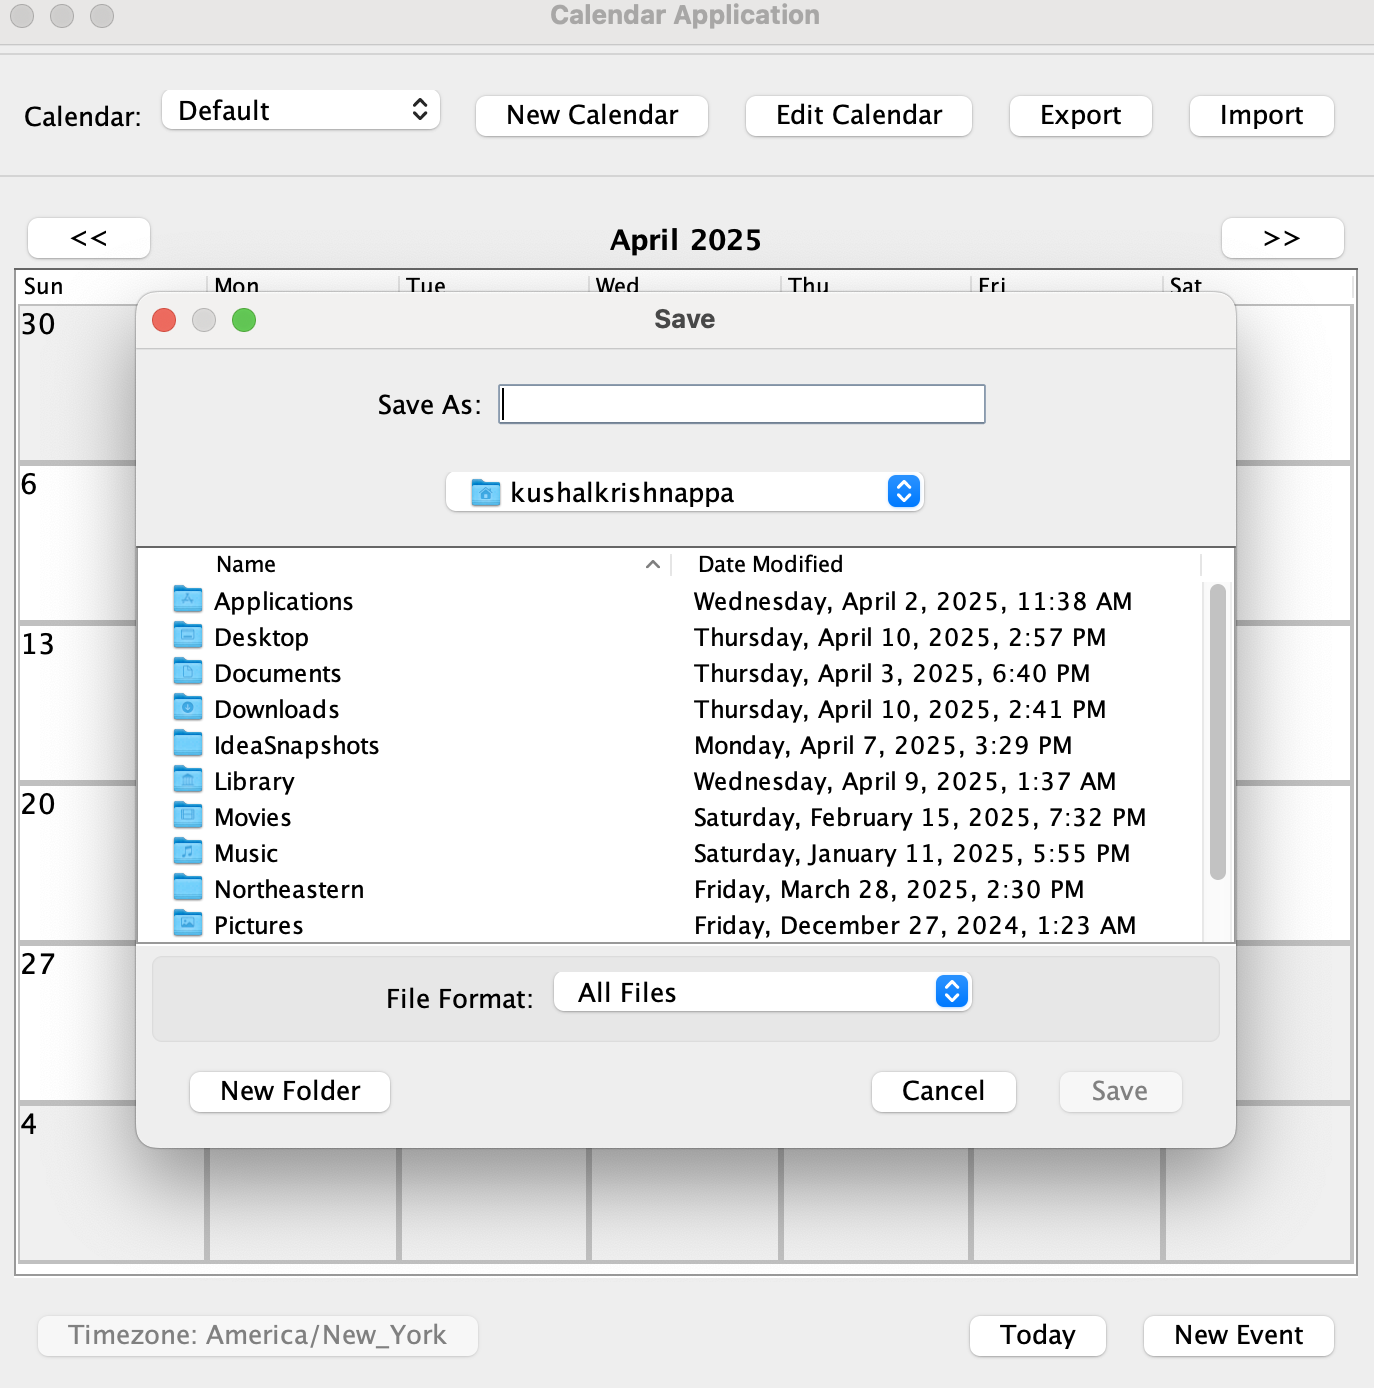 Calendar Application
Calendar: Default New Calendar Edit Calendar Export Import
<< April 2025 >>
Sun Mon Tue Wed Thu Fri Sat
30
Save
Save As:
kushalkrishnappa
6
Name Date Modified
Applications Wednesday, April 2, 2025, 11:38 AM
Desktop Thursday, April 10, 2025, 2:57 PM
13
Documents Thursday, April 3, 2025, 6:40 PM
Downloads Thursday, April 10, 2025, 2:41 PM
IdeaSnapshots Monday, April 7, 2025, 3:29 PM
Library Wednesday, April 9, 2025, 1:37 AM
20
Movies Saturday, February 15, 2025, 7:32 PM
Music Saturday, January 11, 2025, 5:55 PM
Northeastern Friday, March 28, 2025, 2:30 PM
Pictures Friday, December 27, 2024, 1:23 AM
27
File Format: All Files
New Folder Cancel Save
4
Timezone: America/New_York Today New Event